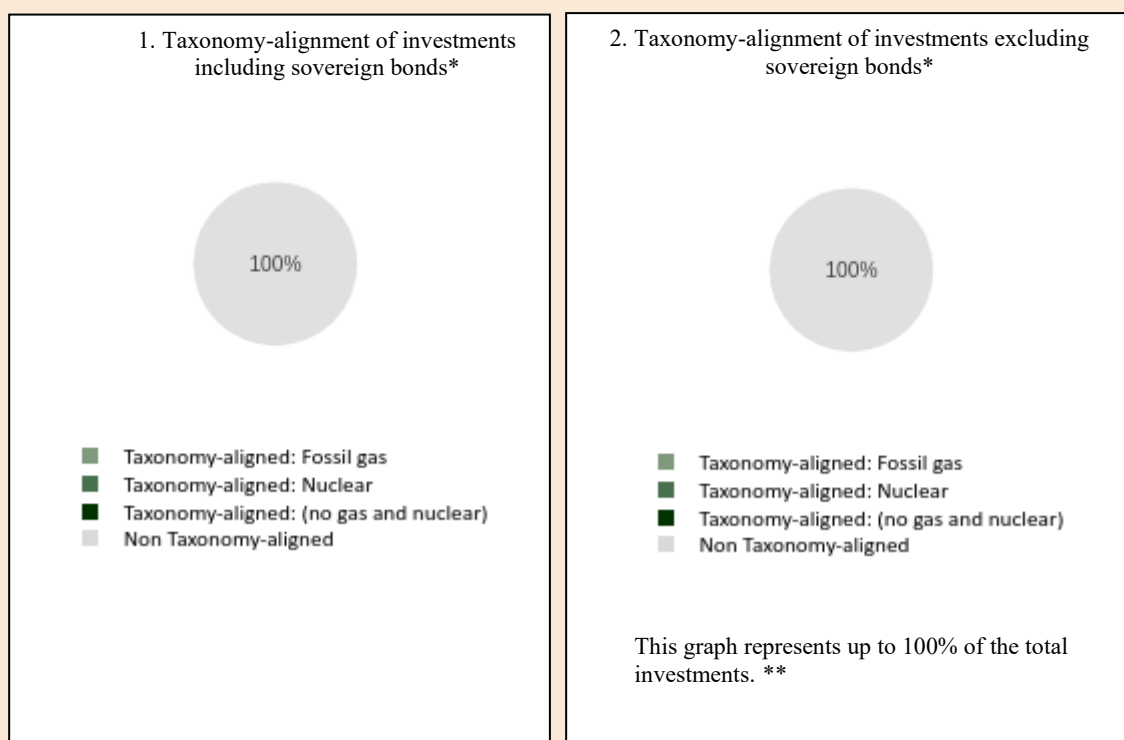 1. Taxonomy-alignment of investments
including sovereign bonds*
100%
Taxonomy-aligned: Fossil gas
Taxonomy-aligned: Nuclear
Taxonomy-aligned: (no gas and nuclear)
Non Taxonomy-aligned
2. Taxonomy-alignment of investments excluding
sovereign bonds*
100%
Taxonomy-aligned: Fossil gas
Taxonomy-aligned: Nuclear
Taxonomy-aligned: (no gas and nuclear)
Non Taxonomy-aligned
This graph represents up to 100% of the total
investments. **